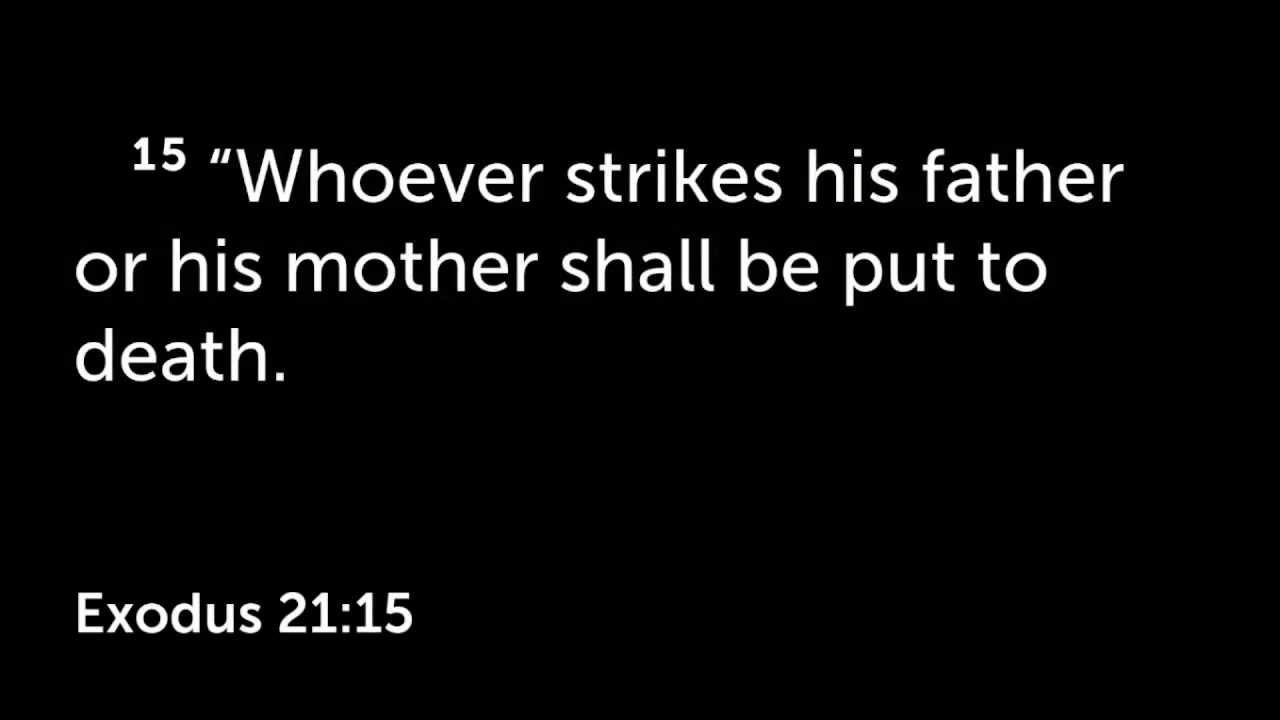 15 “Whoever strikes his father
or his mother shall be put to
death.
Exodus 21:15